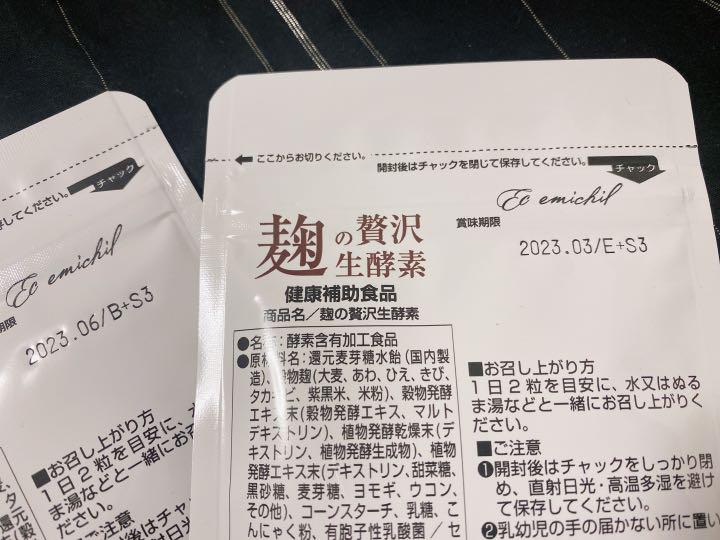 存してください。
チャック
Ec emichil
期限
2023.06/B+S3
■お召し上がり方
1日2粒を目安に、水
ま湯などと一緒にお召
ださい。
ご注意
ここからお切りください。
開封後はチャックを閉じて保存してください。
チャック
Ec emichil
賞味期限
2023.03/E+S3
麹の贅沢
生酵素
健康補助食品
商品名/麹の贅沢生酵素
●名称:酵素含有加工食品
●原材料名:還元麦芽糖水飴(国内製
造)、穀物麹(大麦、あわ、ひえ、きび、
タカキビ、紫黒米、米粉)、穀物発酵
エキス末(穀物発酵エキス、マルト
デキストリン)、植物発酵乾燥末(デ
キストリン、植物発酵生成物)、植物
発酵エキス末(デキストリン、甜菜糖、
黒砂糖、麦芽糖、ヨモギ、ウコン、
その他)、コーンスターチ、乳糖、こ
んにゃく粉、有胞子性乳酸菌/セ
■お召し上がり方
1日2粒を目安に、水又はぬる
ま湯などと一緒にお召し上がりく
ださい。
■ご注意
❶開封後はチャックをしっかり閉
め、直射日光・高温多湿を避け
て保存してください。
❷乳幼児の手の届かない所に置い